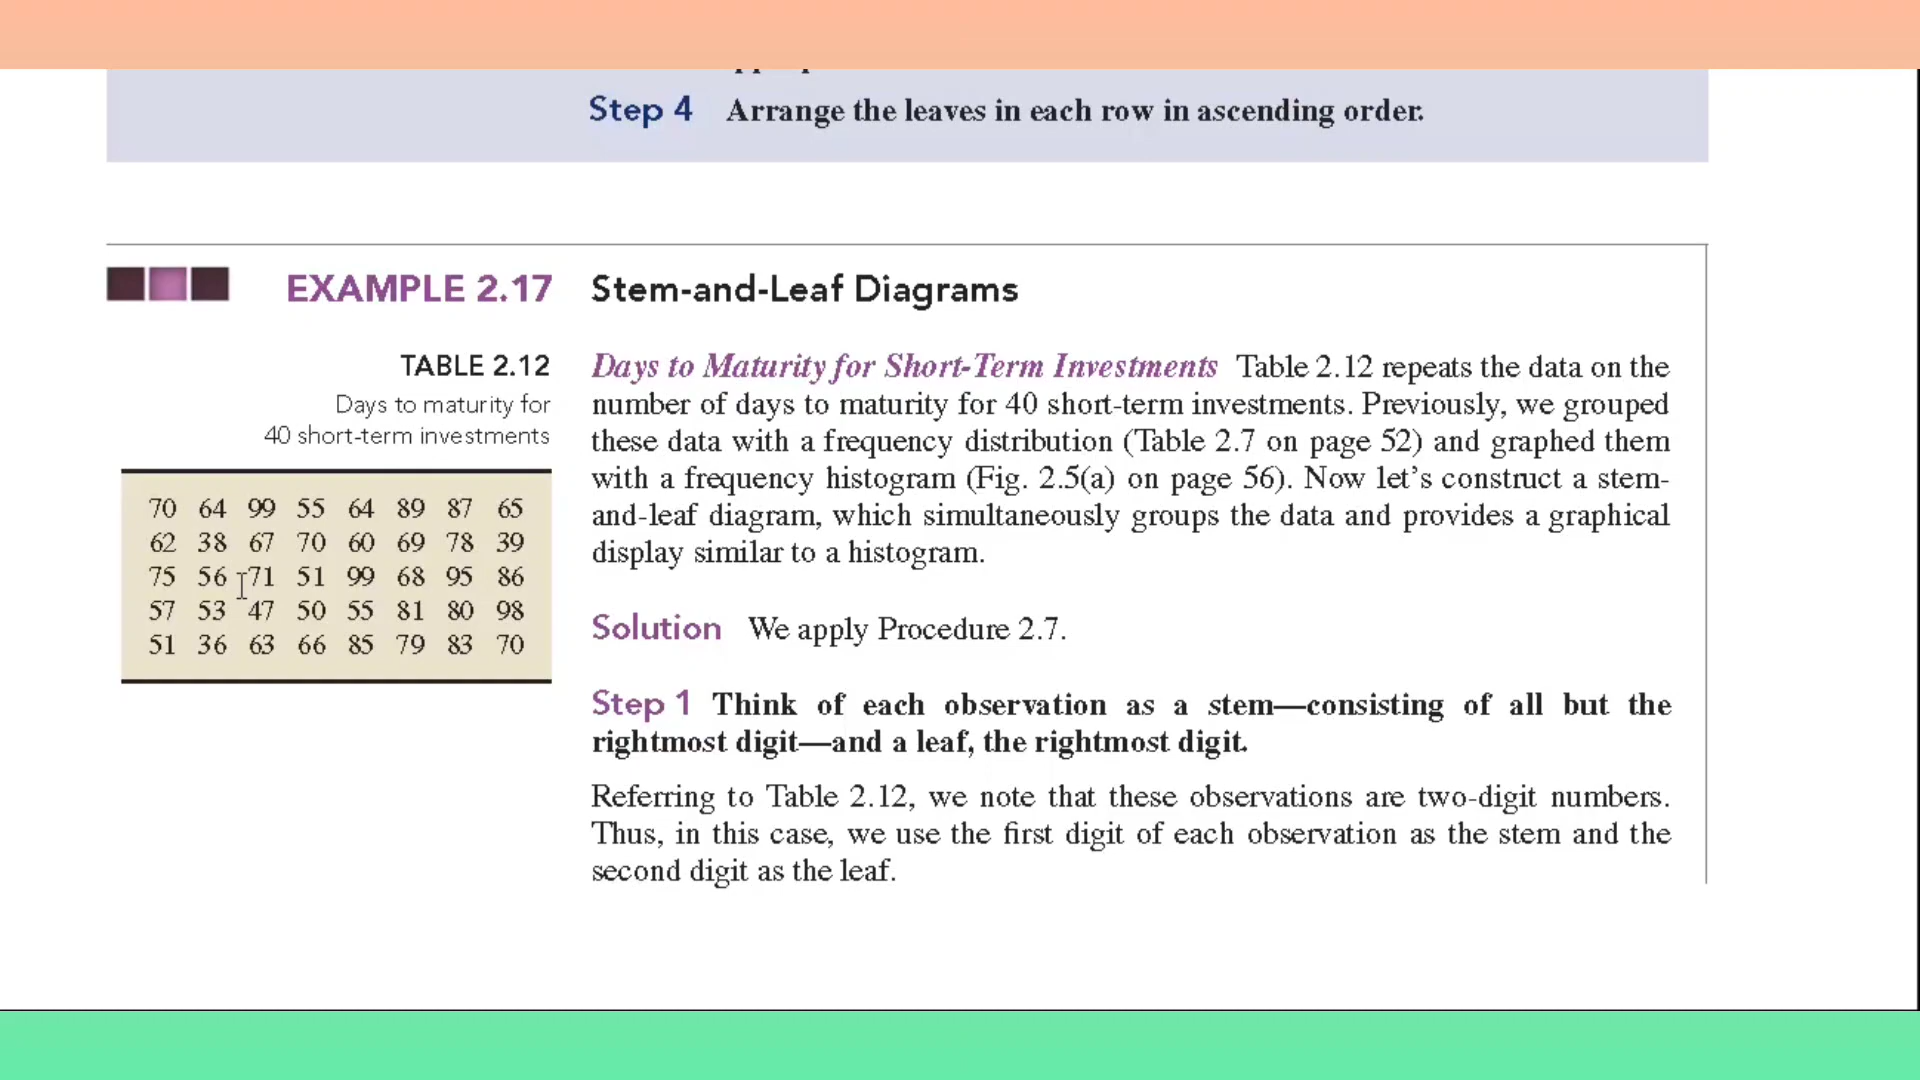 Step 4 Arrange the leaves in each row in ascending order.
EXAMPLE 2.17 Stem-and-Leaf Diagrams
TABLE 2.12
Days to maturity for
40 short-term investments
70 64 99 55 64 89 87 65
62 38 67 70 60 69 78 39
75 56 71 51 99 68 95 86
57 53 47 50 55 81 80 98
51 36 63 66 85 79 83 70
Days to Maturity for Short-Term Investments Table 2.12 repeats the data on the
number of days to maturity for 40 short-term investments. Previously, we grouped
these data with a frequency distribution (Table 2.7 on page 52) and graphed them
with a frequency histogram (Fig. 2.5(a) on page 56). Now let’s construct a stem-
and-leaf diagram, which simultaneously groups the data and provides a graphical
display similar to a histogram.
Solution We apply Procedure 2.7.
Step 1 Think of each observation as a stem—consisting of all but the
rightmost digit—and a leaf, the rightmost digit.
Referring to Table 2.12, we note that these observations are two-digit numbers.
Thus, in this case, we use the first digit of each observation as the stem and the
second digit as the leaf.